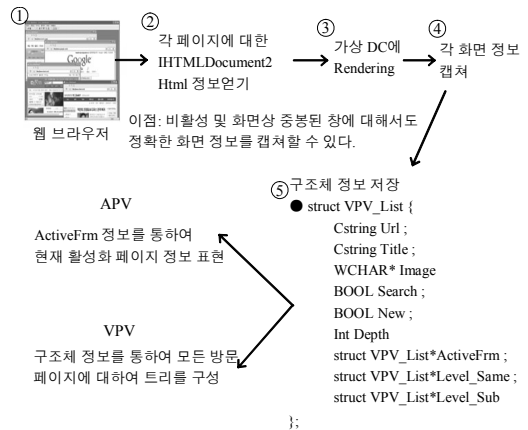 ①
웹 브라우저
Google
②
각 페이지에 대한
IHTMLDocument2
Html 정보얻기
③
가상 DC에
Rendering
④
각 화면 정보
캡쳐
이점: 비활성 및 화면상 중붕된 창에 대해서도
정확한 화면 정보를 캡쳐할 수 있다.
⑤
구조체 정보 저장
● struct VPV_List {
Cstring Url ;
Cstring Title ;
WCHAR* Image
BOOL Search ;
BOOL New ;
Int Depth
struct VPV_List*ActiveFrm ;
struct VPV_List*Level_Same ;
struct VPV_List*Level_Sub
};
APV
ActiveFrm 정보를 통하여
현재 활성화 페이지 정보 표현
VPV
구조체 정보를 통하여 모든 방문
페이지에 대하여 트리를 구성